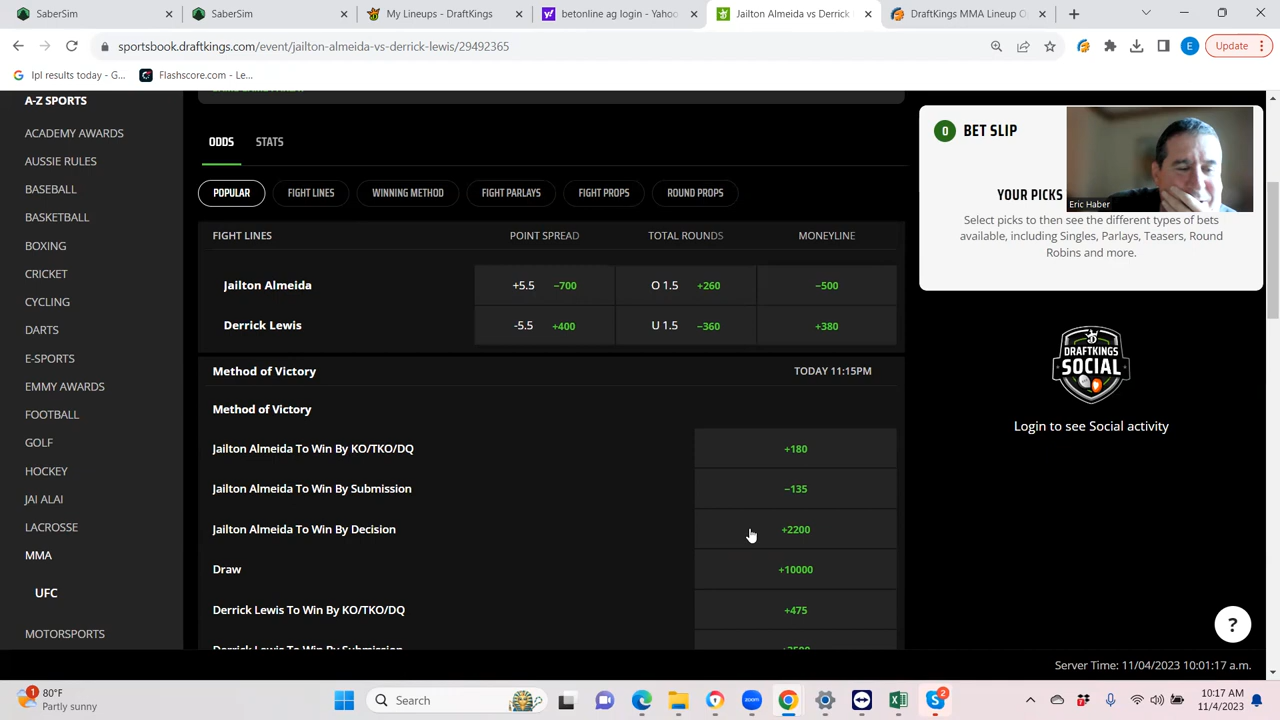 SaberSim
SaberSim
My Lineups - DraftKings
betonline ag login - Yahoo
Jailton Almeida vs Derrick
DraftKings MMA Lineup O
sportsbook.draftkings.com/event/jailton-almeida-vs-derrick-lewis/29492365
E
Update
Ipl results today - G...
Flashscore.com - Le...
A-Z SPORTS
ACADEMY AWARDS
AUSSIE RULES
BASEBALL
BASKETBALL
BOXING
CRICKET
CYCLING
DARTS
E-SPORTS
EMMY AWARDS
FOOTBALL
GOLF
HOCKEY
JAI ALAI
LACROSSE
MMA
UFC
MOTORSPORTS
ODDS STATS
POPULAR FIGHT LINES WINNING METHOD FIGHT PARLAYS FIGHT PROPS ROUND PROPS
FIGHT LINES POINT SPREAD TOTAL ROUNDS MONEYLINE
Jailton Almeida +5.5 −700 O 1.5 +260 −500
Derrick Lewis -5.5 +400 U 1.5 −360 +380
Method of Victory TODAY 11:15PM
Method of Victory
Jailton Almeida To Win By KO/TKO/DQ +180
Jailton Almeida To Win By Submission −135
Jailton Almeida To Win By Decision +2200
Draw +10000
Derrick Lewis To Win By KO/TKO/DQ +475
Derrick Lewis To Win By Submission
0 BET SLIP
Eric Haber
YOUR PICKS
Select picks to then see the different types of bets
available, including Singles, Parlays, Teasers, Round
Robins and more.
DRAFTKINGS
SOCIAL
Login to see Social activity
?
Server Time: 11/04/2023 10:01:17 a.m.
1
80°F
Partly sunny
Search
zoom
2
10:17 AM
11/4/2023